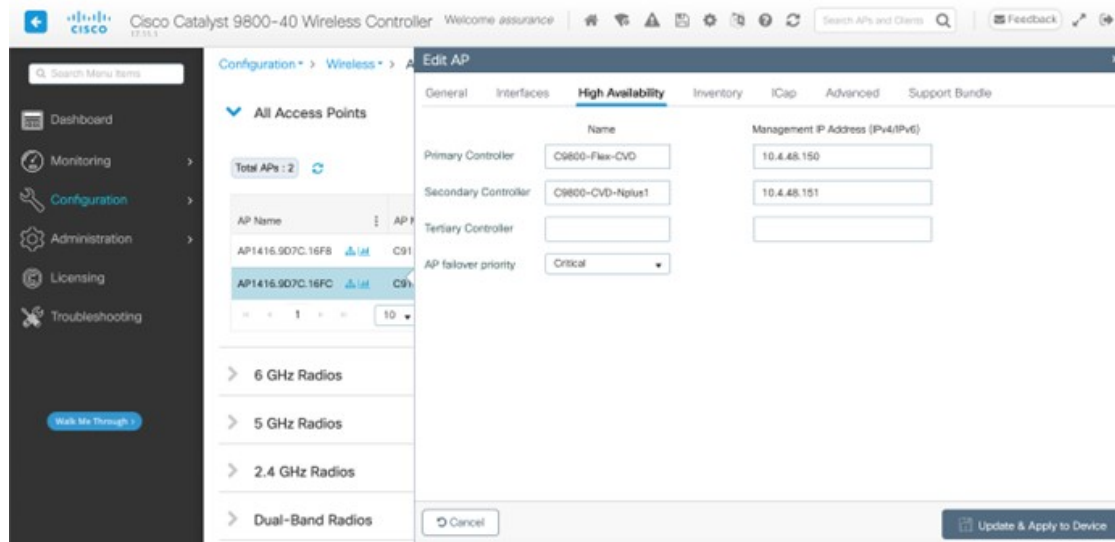 cisco Cisco Catalyst 9800-40 Wireless Controller Welcome assurance Search APs and Clients Feedback
Search Menu Items
Dashboard
Monitoring
Configuration
Administration
Licensing
Troubleshooting
Walk Me Through >
Configuration > Wireless > A
All Access Points
Total APs : 2
AP Name AP
AP1416.9D7C.16F8 C91
AP1416.9D7C.16FC C91
1 10
6 GHz Radios
5 GHz Radios
2.4 GHz Radios
Dual-Band Radios
Edit AP
General Interfaces High Availability Inventory ICap Advanced Support Bundle
Name Management IP Address (IPv4/IPv6)
Primary Controller C9800-Flex-CVD 10.4.48.150
Secondary Controller C9800-CVD-Nplus1 10.4.48.151
Tertiary Controller
AP failover priority Critical
Cancel Update & Apply to Device